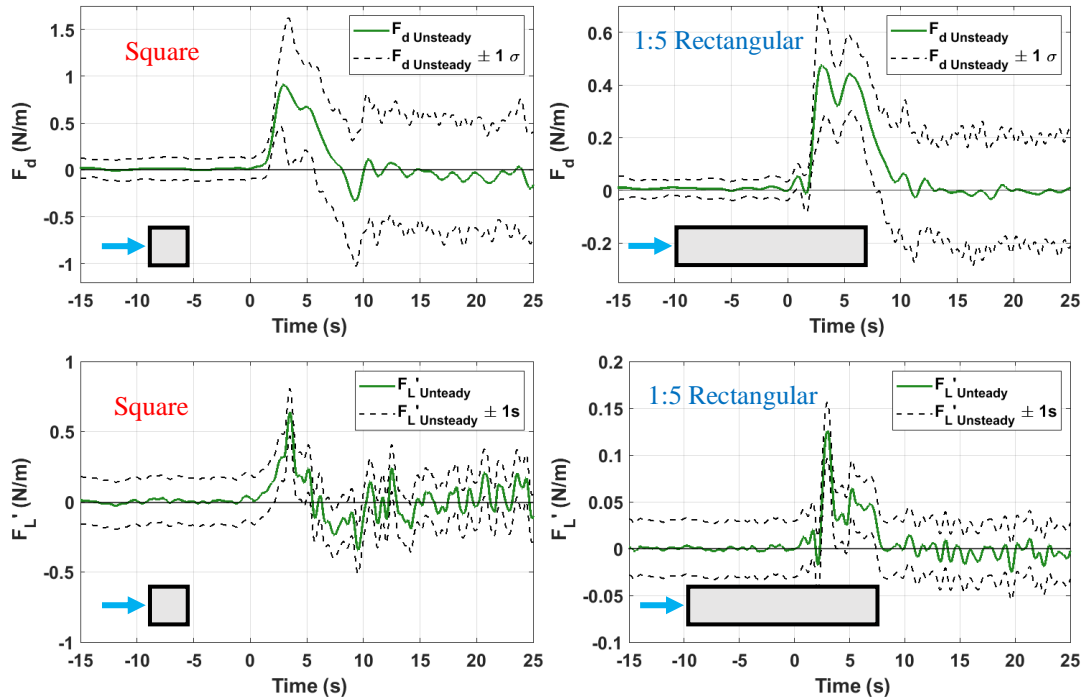 Square
F_d Unsteady
F_d Unsteady ± 1 σ
1.5
1
0.5
0
-0.5
-1
F_d (N/m)
-15 -10 -5 0 5 10 15 20 25
Time (s)
1:5 Rectangular
F_d Unsteady
F_d Unsteady ± 1 σ
0.6
0.4
0.2
0
-0.2
F_d (N/m)
-15 -10 -5 0 5 10 15 20 25
Time (s)
Square
F_L' Unteady
F_L' Unsteady ± 1s
1
0.5
0
-0.5
-1
F_L' (N/m)
-15 -10 -5 0 5 10 15 20 25
Time (s)
1:5 Rectangular
F_L' Unsteady
F_L' Unsteady ± 1s
0.2
0.15
0.1
0.05
0
-0.05
-0.1
F_L' (N/m)
-15 -10 -5 0 5 10 15 20 25
Time (s)